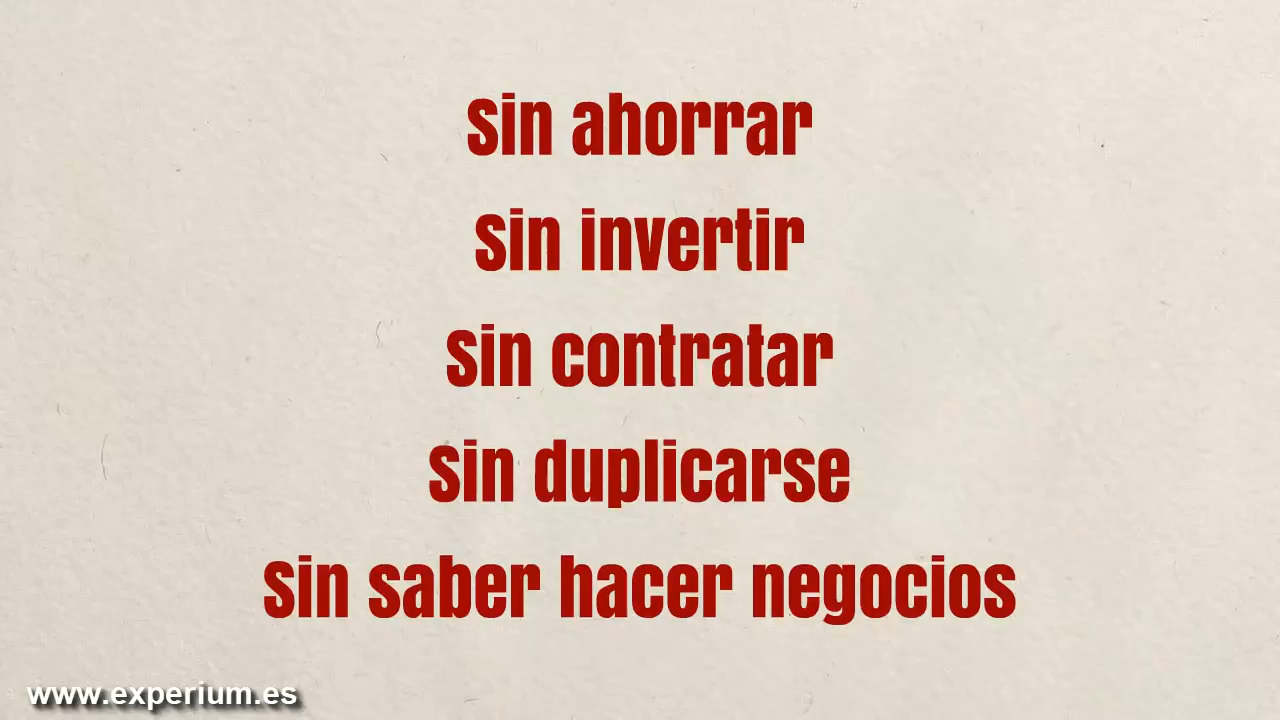 Sin ahorrar
Sin invertir
Sin contratar
Sin duplicarse
Sin saber hacer negocios
www.experium.es